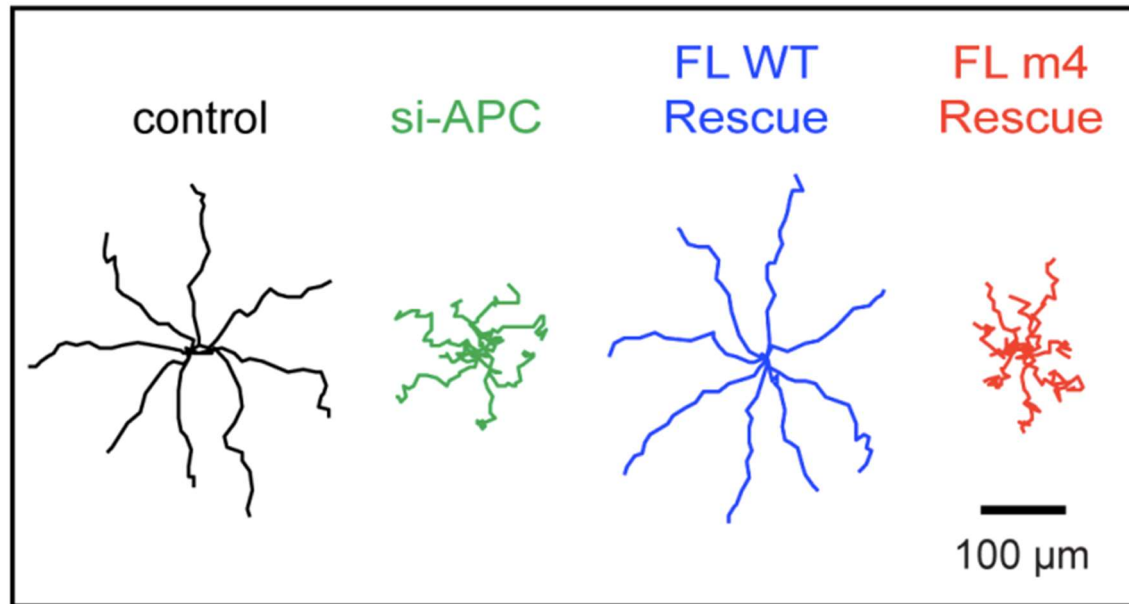 control
si-APC
FL WT
Rescue
FL m4
Rescue
100 μm